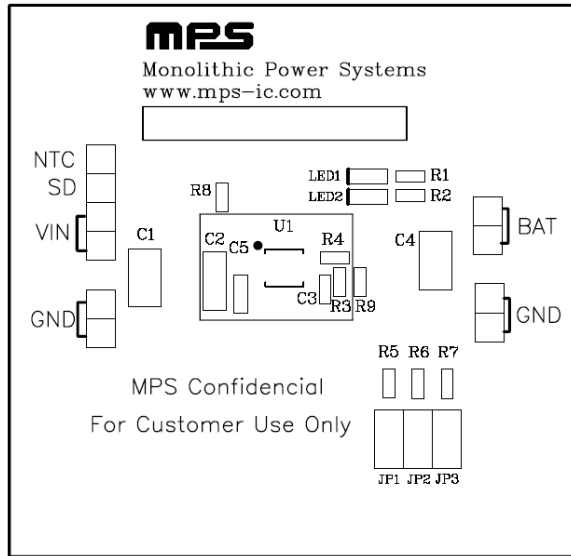 mps
Monolithic Power Systems
www.mps-ic.com
NTC
SD
VIN
GND
C1
R8
C2
C5
U1
LED1
LED2
R1
R2
R4
C3
R3
R9
C4
BAT
GND
R5 R6 R7
MPS Confidencial
For Customer Use Only
JP1 JP2 JP3